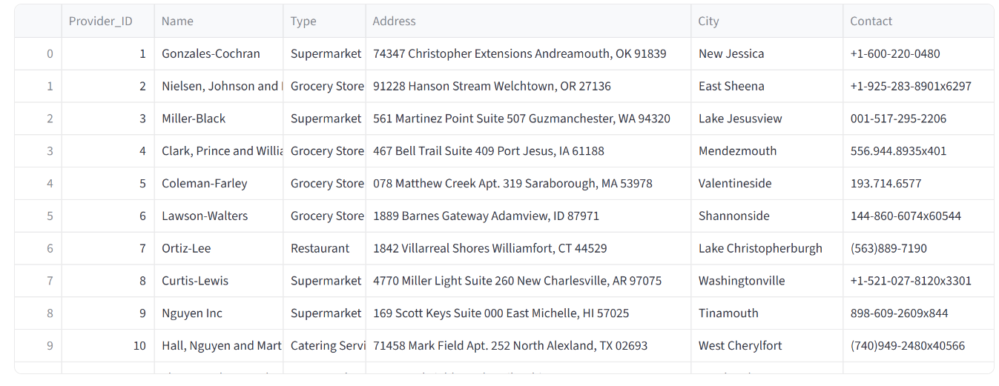 Provider_ID Name Type Address City Contact
0 1 Gonzales-Cochran Supermarket 74347 Christopher Extensions Andreamouth, OK 91839 New Jessica +1-600-220-0480
1 2 Nielsen, Johnson and Grocery Store 91228 Hanson Stream Welchtown, OR 27136 East Sheena +1-925-283-8901x6297
2 3 Miller-Black Supermarket 561 Martinez Point Suite 507 Guzmanchester, WA 94320 Lake Jesusview 001-517-295-2206
3 4 Clark, Prince and Willia Grocery Store 467 Bell Trail Suite 409 Port Jesus, IA 61188 Mendezmouth 556.944.8935x401
4 5 Coleman-Farley Grocery Store 078 Matthew Creek Apt. 319 Saraborough, MA 53978 Valentineside 193.714.6577
5 6 Lawson-Walters Grocery Store 1889 Barnes Gateway Adamview, ID 87971 Shannonside 144-860-6074x60544
6 7 Ortiz-Lee Restaurant 1842 Villarreal Shores Williamfort, CT 44529 Lake Christopherburgh (563)889-7190
7 8 Curtis-Lewis Supermarket 4770 Miller Light Suite 260 New Charlesville, AR 97075 Washingtonville +1-521-027-8120x3301
8 9 Nguyen Inc Supermarket 169 Scott Keys Suite 000 East Michelle, HI 57025 Tinamouth 898-609-2609x844
9 10 Hall, Nguyen and Mart Catering Servi 71458 Mark Field Apt. 252 North Alexland, TX 02693 West Cherylfort (740)949-2480x40566